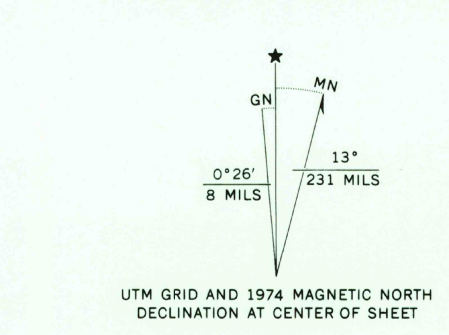 MN
GN
13°
0°26′
231 MILS
8 MILS
UTM GRID AND 1974 MAGNETIC NORTH
DECLINATION AT CENTER OF SHEET